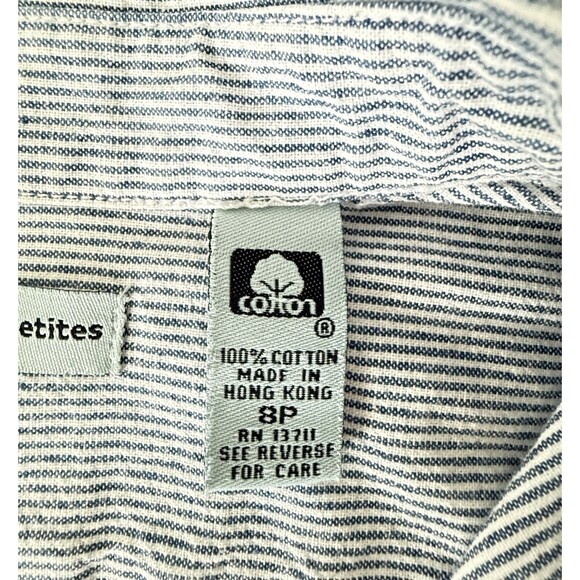 etites
cotton
®
100% COTTON
MADE IN
HONG KONG
8P
RN 13711
SEE REVERSE
FOR CARE